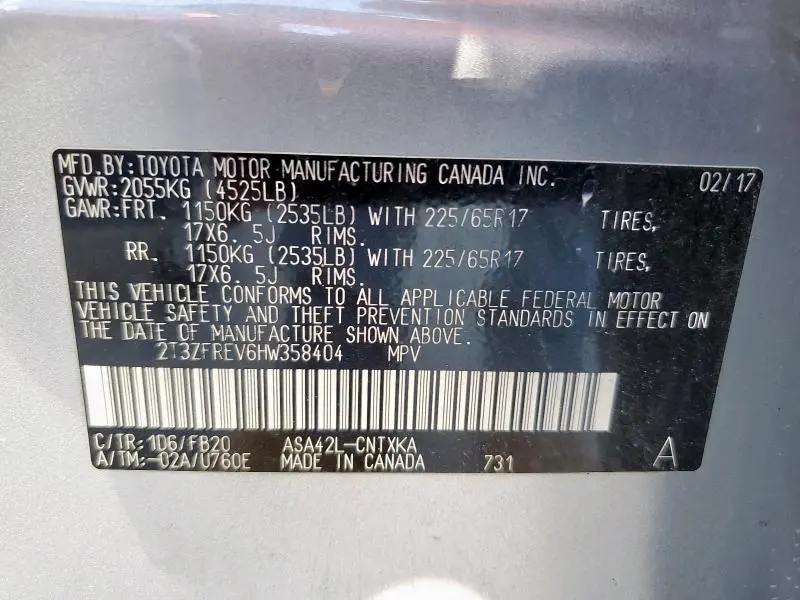 MFD.BY:TOYOTA MOTOR MANUFACTURING CANADA INC. 02/17
GVWR:2055KG (4525LB)
GAWR:FRT. 1150KG (2535LB) WITH 225/65R17 TIRES,
17X6. 5J RIMS.
RR. 1150KG (2535LB) WITH 225/65R17 TIRES,
17X6. 5J RIMS.
THIS VEHICLE CONFORMS TO ALL APPLICABLE FEDERAL MOTOR
VEHICLE SAFETY AND THEFT PREVENTION STANDARDS IN EFFECT ON
THE DATE OF MANUFACTURE SHOWN ABOVE.
2T3ZFREV6HW358404 MPV
C/TR:1D6/FB20 ASA42L-CNTXKA
A/TM:-02A/U760E MADE IN CANADA 731 A